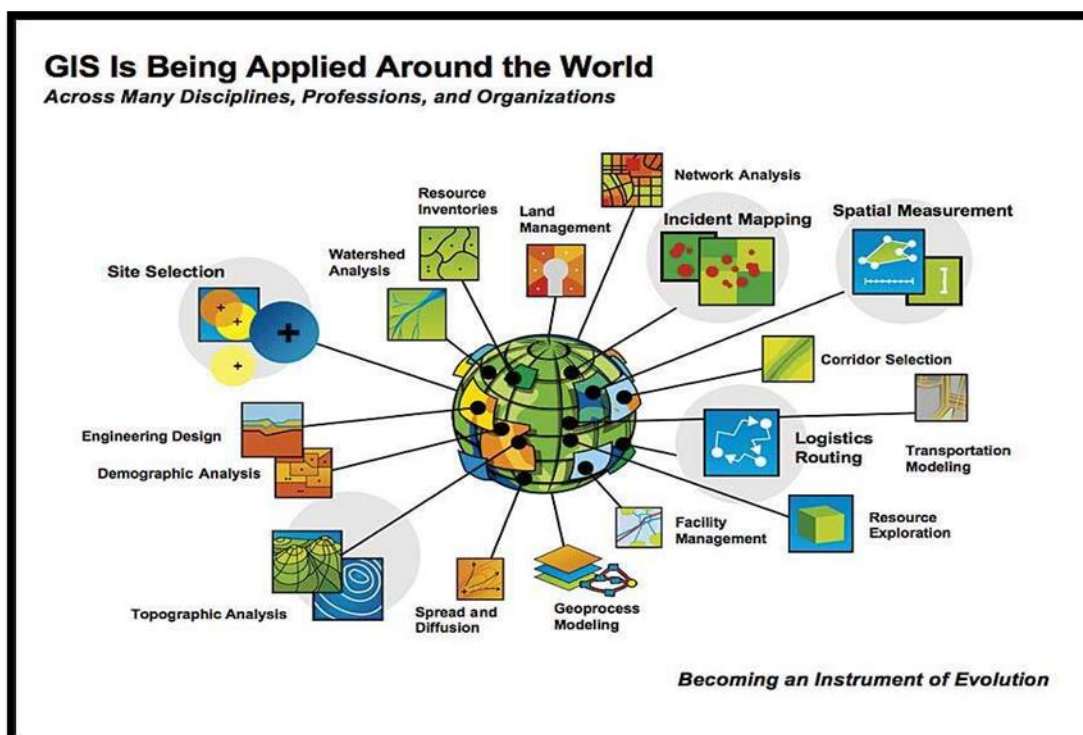 GIS Is Being Applied Around the World
Across Many Disciplines, Professions, and Organizations
Network Analysis
Resource
Inventories
Land
Management
Incident Mapping
Spatial Measurement
Watershed
Analysis
Site Selection
Corridor Selection
Engineering Design
Logistics
Routing
Transportation
Modeling
Demographic Analysis
Facility
Management
Resource
Exploration
Topographic Analysis
Spread and
Diffusion
Geoprocess
Modeling
Becoming an Instrument of Evolution